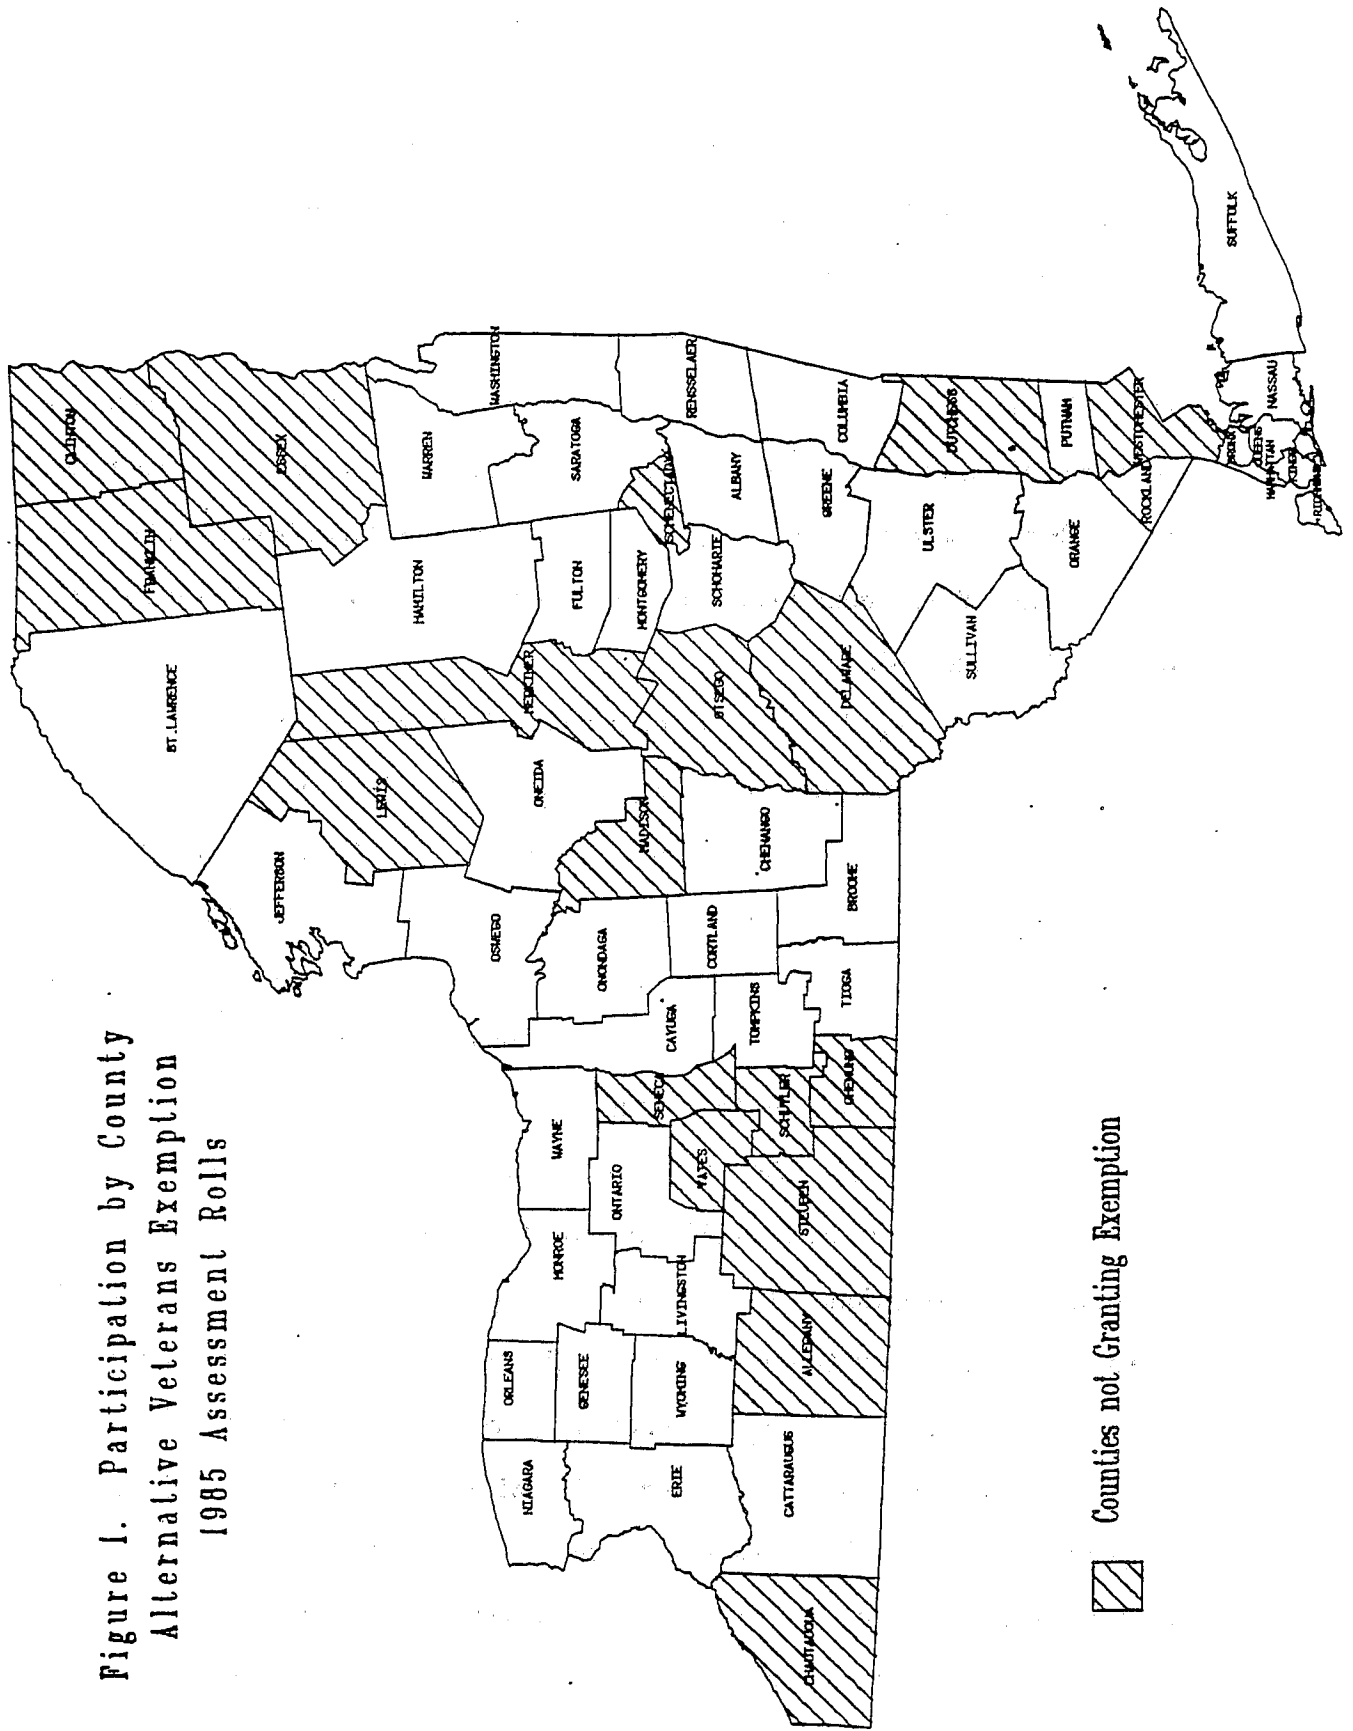 Figure 1. Participation by County
Alternative Veterans Exemption
1985 Assessment Rolls
CLINTON
FRANKLIN
ST.LAWRENCE
ESSEX
JEFFERSON
LEWIS
HAMILTON
WARREN
WASHINGTON
HERKIMER
OSWEGO
ONEIDA
FULTON
SARATOGA
NIAGARA
ORLEANS
MONROE
WAYNE
GENESEE
ONTARIO
SENECA
CAYUGA
ONONDAGA
MADISON
MONTGOMERY
SCHENECTADY
RENSSELAER
ERIE
WYOMING
LIVINGSTON
YATES
CORTLAND
OTSEGO
SCHOHARIE
ALBANY
CHENANGO
TOMPKINS
SCHUYLER
CHAUTAUQUA
CATTARAUGUS
ALLEGANY
STEUBEN
CHEMUNG
TIOGA
BROOME
DELAWARE
GREENE
COLUMBIA
ULSTER
DUTCHESS
SULLIVAN
ORANGE
PUTNAM
ROCKLAND
WESTCHESTER
BRONX
QUEENS
MANHATTAN
KINGS
RICHMOND
NASSAU
SUFFOLK
Counties not Granting Exemption